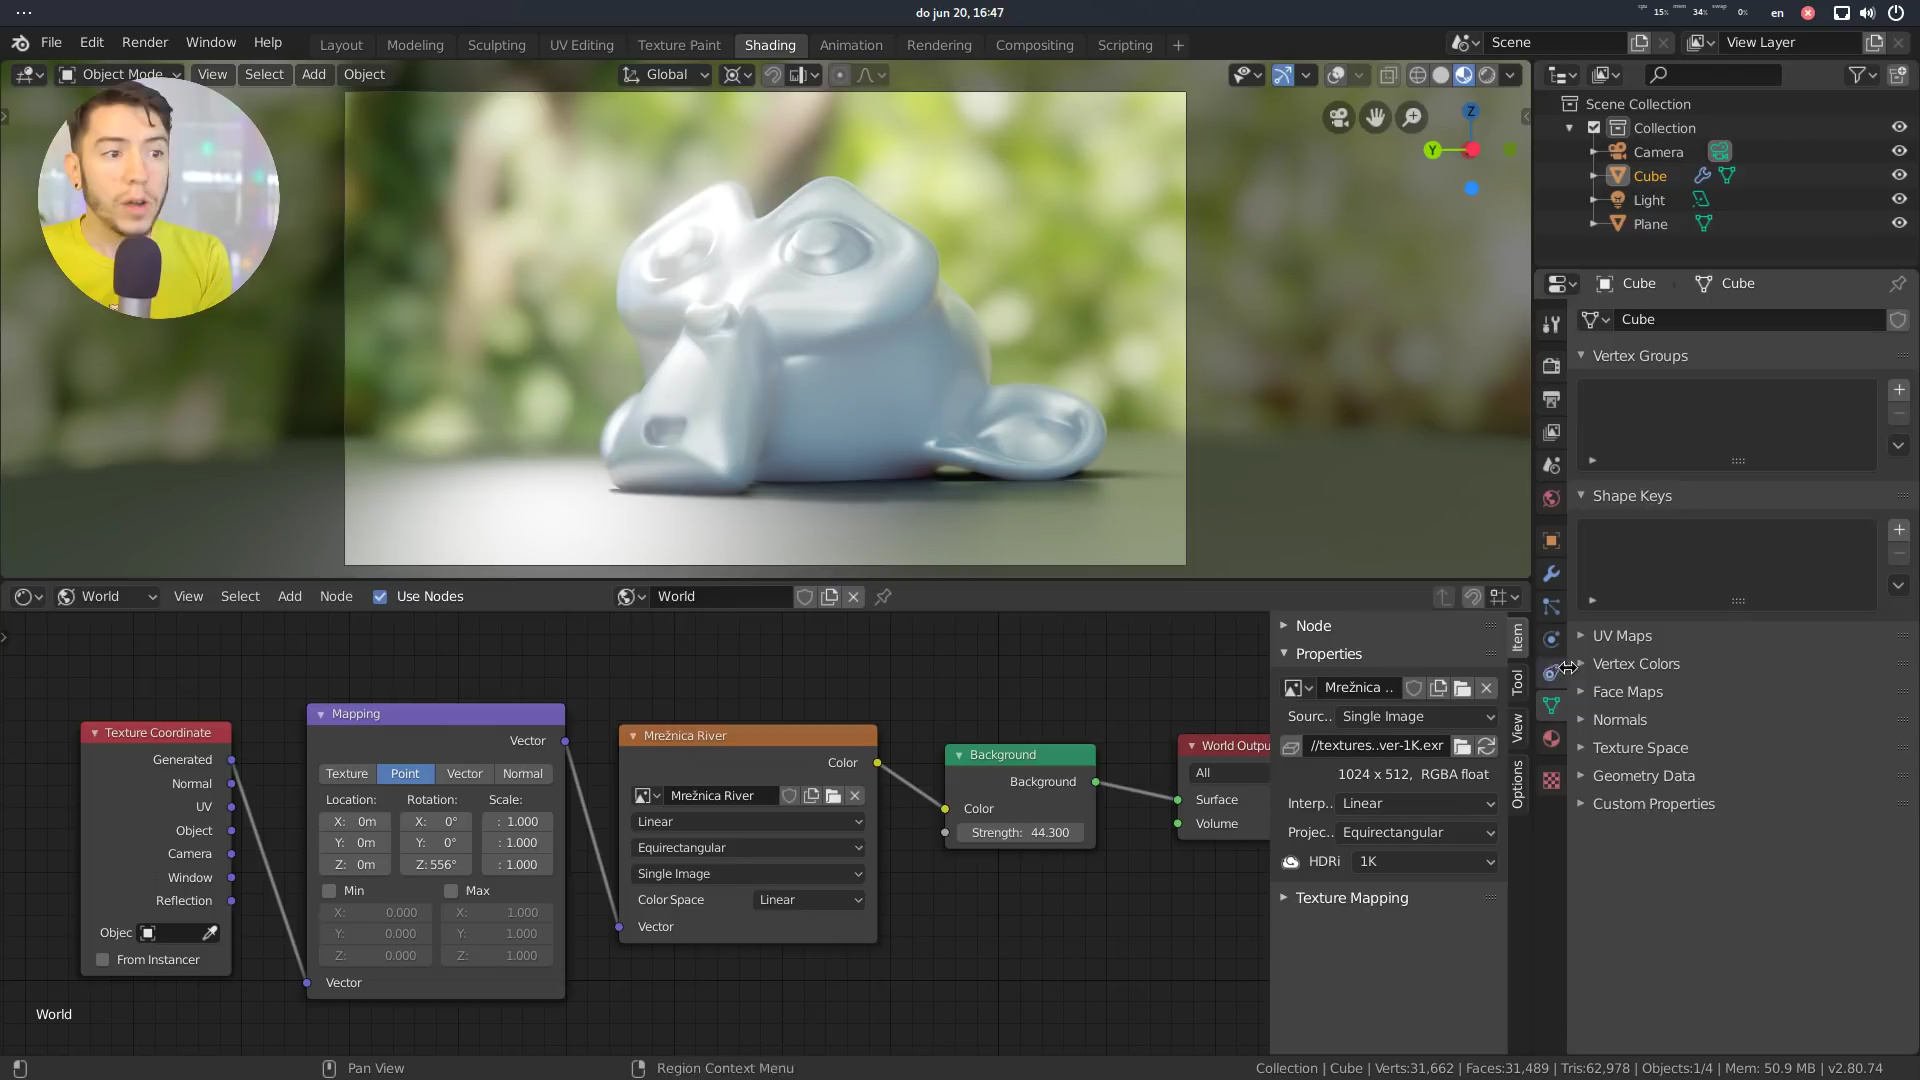 do jun 20, 16:47
cpu 15% mem 34% swap 0% en
File Edit Render Window Help
Layout Modeling Sculpting UV Editing Texture Paint Shading Animation Rendering Compositing Scripting +
Scene
View Layer
Object Mode View Select Add Object
Global
Z
Y
Scene Collection
Collection
Camera
Cube
Light
Plane
Cube Cube
Cube
Vertex Groups
Shape Keys
UV Maps
Vertex Colors
Face Maps
Normals
Texture Space
Geometry Data
Custom Properties
World View Select Add Node Use Nodes
World
Texture Coordinate
Generated
Normal
UV
Object
Camera
Window
Reflection
Objec
From Instancer
Mapping
Vector
Texture Point Vector Normal
Location: Rotation: Scale:
X: 0m X: 0° : 1.000
Y: 0m Y: 0° : 1.000
Z: 0m Z: 556° : 1.000
Min Max
X: 0.000 X: 1.000
Y: 0.000 Y: 1.000
Z: 0.000 Z: 1.000
Vector
Mrežnica River
Color
Mrežnica River
Linear
Equirectangular
Single Image
Color Space Linear
Vector
Background
Background
Color
Strength: 44.300
World Outpu
All
Surface
Volume
Node
Properties
Mrežnica ..
Sourc.. Single Image
//textures..ver-1K.exr
1024 x 512, RGBA float
Interp.. Linear
Projec.. Equirectangular
HDRi 1K
Texture Mapping
Item
Tool
View
Options
World
Pan View
Region Context Menu
Collection | Cube | Verts:31,662 | Faces:31,489 | Tris:62,978 | Objects:1/4 | Mem: 50.9 MB | v2.80.74